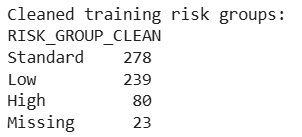 Cleaned training risk groups:
RISK_GROUP_CLEAN
Standard    278
Low         239
High         80
Missing      23